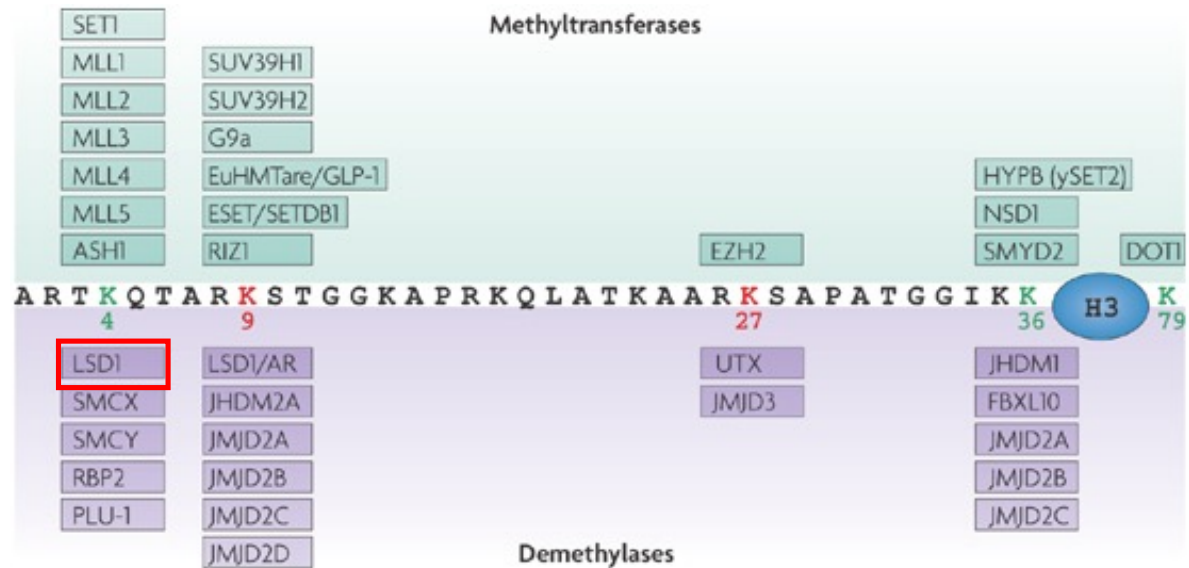 SET1 Methyltransferases
MLL1 SUV39H1
MLL2 SUV39H2
MLL3 G9a
MLL4 EuHMTare/GLP-1 HYPB (ySET2)
MLL5 ESET/SETDB1 NSD1
ASH1 RIZ1 EZH2 SMYD2 DOT1
A R T K Q T A R K S T G G K A P R K Q L A T K A A R K S A P A T G G I K K H3 K
4 9 27 36 79
LSD1 LSD1/AR UTX JHDM1
SMCX JHDM2A JMJD3 FBXL10
SMCY JMJD2A JMJD2A
RBP2 JMJD2B JMJD2B
PLU-1 JMJD2C JMJD2C
JMJD2D Demethylases